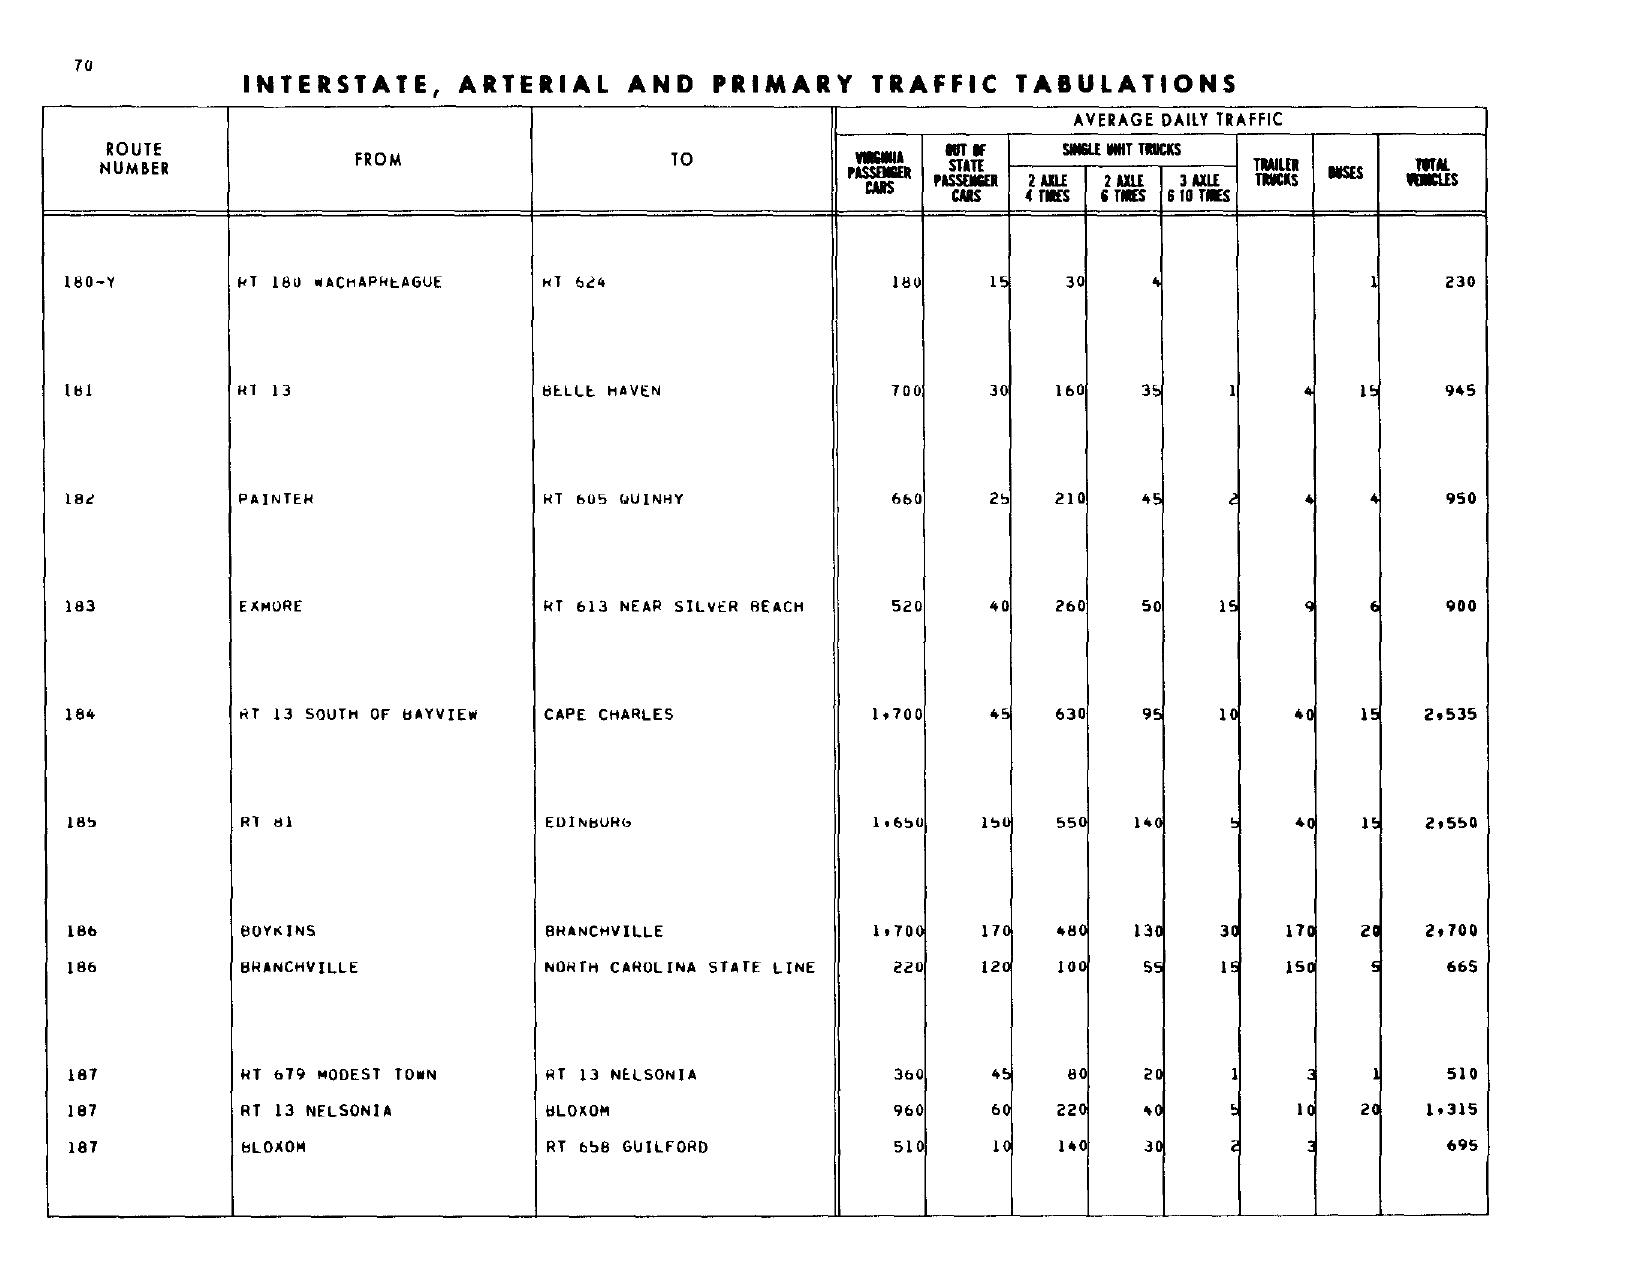 70
INTERSTATE, ARTERIAL AND PRIMARY TRAFFIC TABULATIONS
AVERAGE DAILY TRAFFIC
ROUTE NUMBER FROM TO VIRGINIA PASSENGER CARS OUT OF STATE PASSENGER CARS SINGLE UNIT TRUCKS 2 AXLE 4 TIRES 2 AXLE 6 TIRES 3 AXLE 6 10 TIRES TRAILER TRUCKS BUSES TOTAL VEHICLES
180-Y RT 180 WACHAPREAGUE RT 624 180 15 30 4 1 230
181 RT 13 BELLE HAVEN 700 30 160 35 1 4 15 945
182 PAINTER RT 605 QUINBY 660 25 210 45 2 4 4 950
183 EXMORE RT 613 NEAR SILVER BEACH 520 40 260 50 15 9 6 900
184 RT 13 SOUTH OF BAYVIEW CAPE CHARLES 1,700 45 630 95 10 40 15 2,535
185 RT 81 EDINBURG 1,650 150 550 140 5 40 15 2,550
186 BOYKINS BRANCHVILLE 1,700 170 480 130 30 170 20 2,700
186 BRANCHVILLE NORTH CAROLINA STATE LINE 220 120 100 55 15 150 5 665
187 RT 679 MODEST TOWN RT 13 NELSONIA 360 45 80 20 1 3 1 510
187 RT 13 NELSONIA BLOXOM 960 60 220 40 5 10 20 1,315
187 BLOXOM RT 658 GUILFORD 510 10 140 30 2 3 695